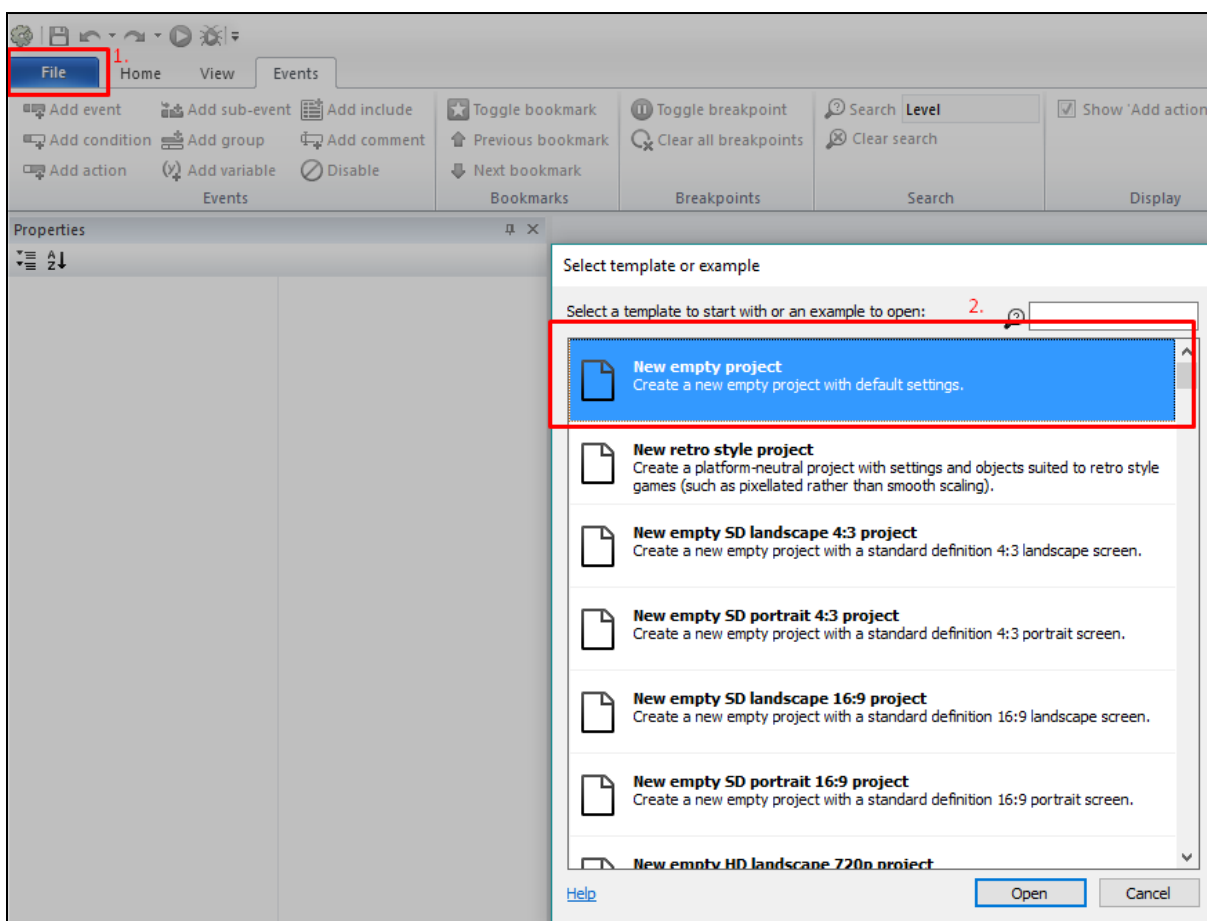 1.
File Home View Events
Add event Add sub-event Add include Toggle bookmark Toggle breakpoint Search Level Show 'Add action
Add condition Add group Add comment Previous bookmark Clear all breakpoints Clear search
Add action (y) Add variable Disable Next bookmark
Events Bookmarks Breakpoints Search Display
Properties
A
Z
Select template or example
Select a template to start with or an example to open: 2.
New empty project
Create a new empty project with default settings.
New retro style project
Create a platform-neutral project with settings and objects suited to retro style
games (such as pixellated rather than smooth scaling).
New empty SD landscape 4:3 project
Create a new empty project with a standard definition 4:3 landscape screen.
New empty SD portrait 4:3 project
Create a new empty project with a standard definition 4:3 portrait screen.
New empty SD landscape 16:9 project
Create a new empty project with a standard definition 16:9 landscape screen.
New empty SD portrait 16:9 project
Create a new empty project with a standard definition 16:9 portrait screen.
New empty HD landscape 720p project
Help Open Cancel